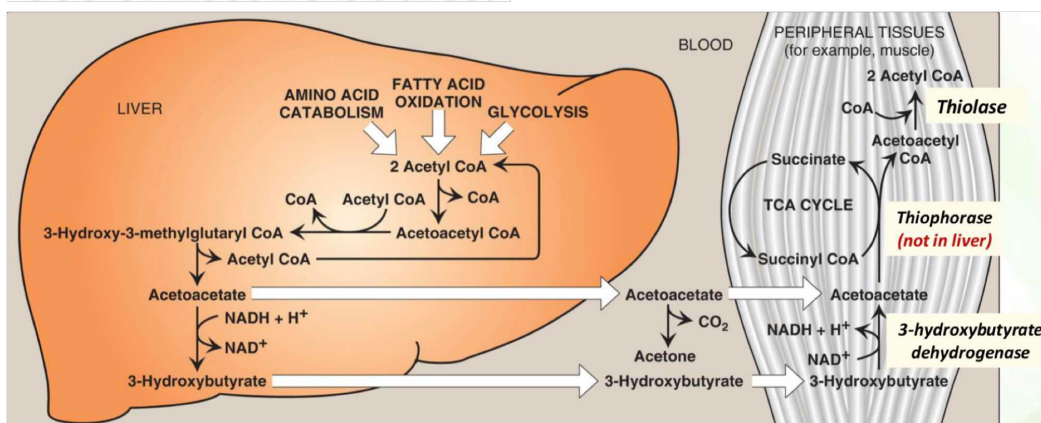 LIVER
AMINO ACID
CATABOLISM
FATTY ACID
OXIDATION
GLYCOLYSIS
2 Acetyl CoA
CoA
Acetyl CoA
CoA
3-Hydroxy-3-methylglutaryl CoA
Acetoacetyl CoA
Acetyl CoA
Acetoacetate
NADH + H+
NAD+
3-Hydroxybutyrate
BLOOD
Acetoacetate
CO2
Acetone
3-Hydroxybutyrate
PERIPHERAL TISSUES
(for example, muscle)
2 Acetyl CoA
CoA
Thiolase
Acetoacetyl
CoA
Succinate
TCA CYCLE
Thiophorase
(not in liver)
Succinyl CoA
Acetoacetate
NADH + H+
NAD+
3-hydroxybutyrate
dehydrogenase
3-Hydroxybutyrate